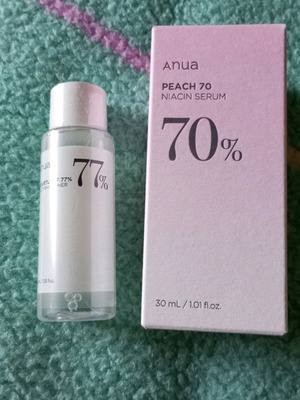 77%
Anua
PEACH 70
NIACIN SERUM
70%
30 mL / 1.01 fl.oz.